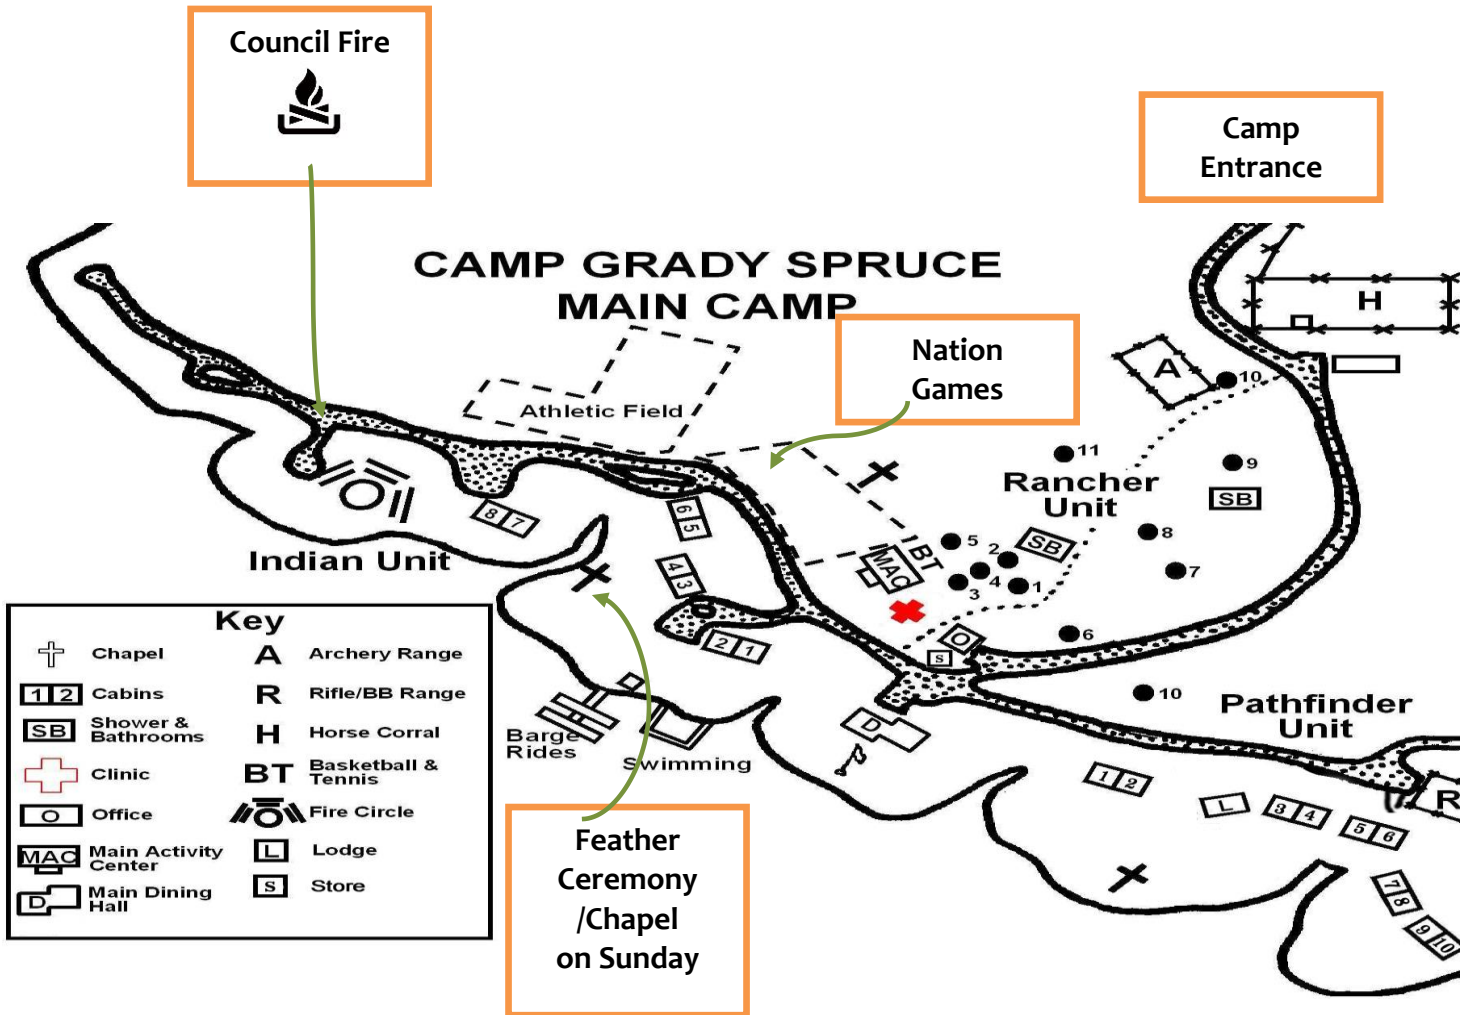 Council Fire
Camp
Entrance
CAMP GRADY SPRUCE
MAIN CAMP
H
Nation
Games
A
10
Athletic Field
11
9
Rancher
Unit
SB
8 7
6 5
8
5
2
SB
BT
MAC
7
Indian Unit
4 3
3
4
1
6
O
S
2 1
10
Pathfinder
Unit
D
Barge
Rides
Swimming
1 2
L
3 4
5 6
R
7 8
9 10
Key
Chapel
A Archery Range
1 2 Cabins
R Rifle/BB Range
SB Shower &
Bathrooms
H Horse Corral
Clinic
BT Basketball &
Tennis
O Office
Fire Circle
MAC Main Activity
Center
L Lodge
D Main Dining
Hall
S Store
Feather
Ceremony
/Chapel
on Sunday